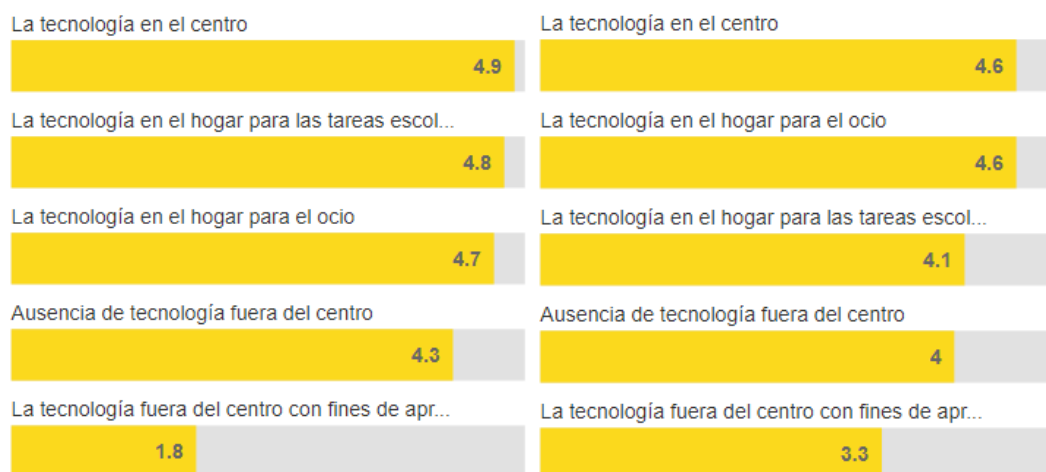 La tecnología en el centro
4.9
La tecnología en el hogar para las tareas escol...
4.8
La tecnología en el hogar para el ocio
4.7
Ausencia de tecnología fuera del centro
4.3
La tecnología fuera del centro con fines de apr...
1.8
La tecnología en el centro
4.6
La tecnología en el hogar para el ocio
4.6
La tecnología en el hogar para las tareas escol...
4.1
Ausencia de tecnología fuera del centro
4
La tecnología fuera del centro con fines de apr...
3.3